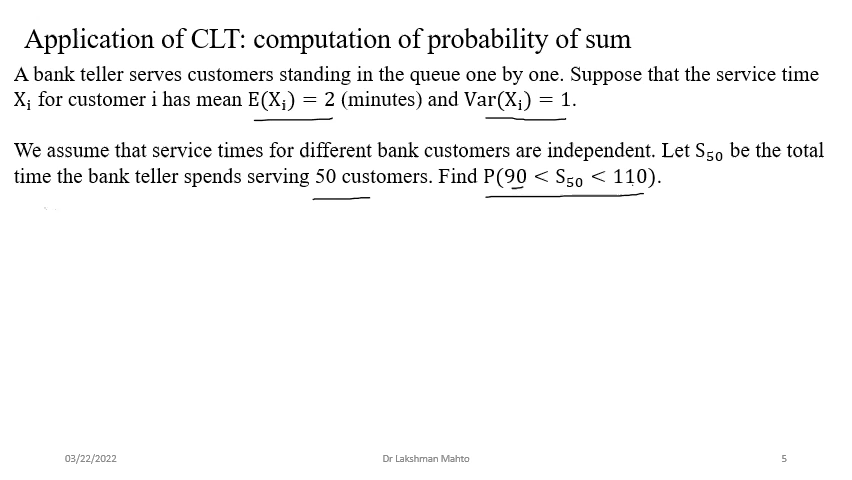 Application of CLT: computation of probability of sum
A bank teller serves customers standing in the queue one by one. Suppose that the service time
Xᵢ for customer i has mean E(Xᵢ) = 2 (minutes) and Var(Xᵢ) = 1.
We assume that service times for different bank customers are independent. Let S₅₀ be the total
time the bank teller spends serving 50 customers. Find P(90 < S₅₀ < 110).
03/22/2022
Dr Lakshman Mahto
5